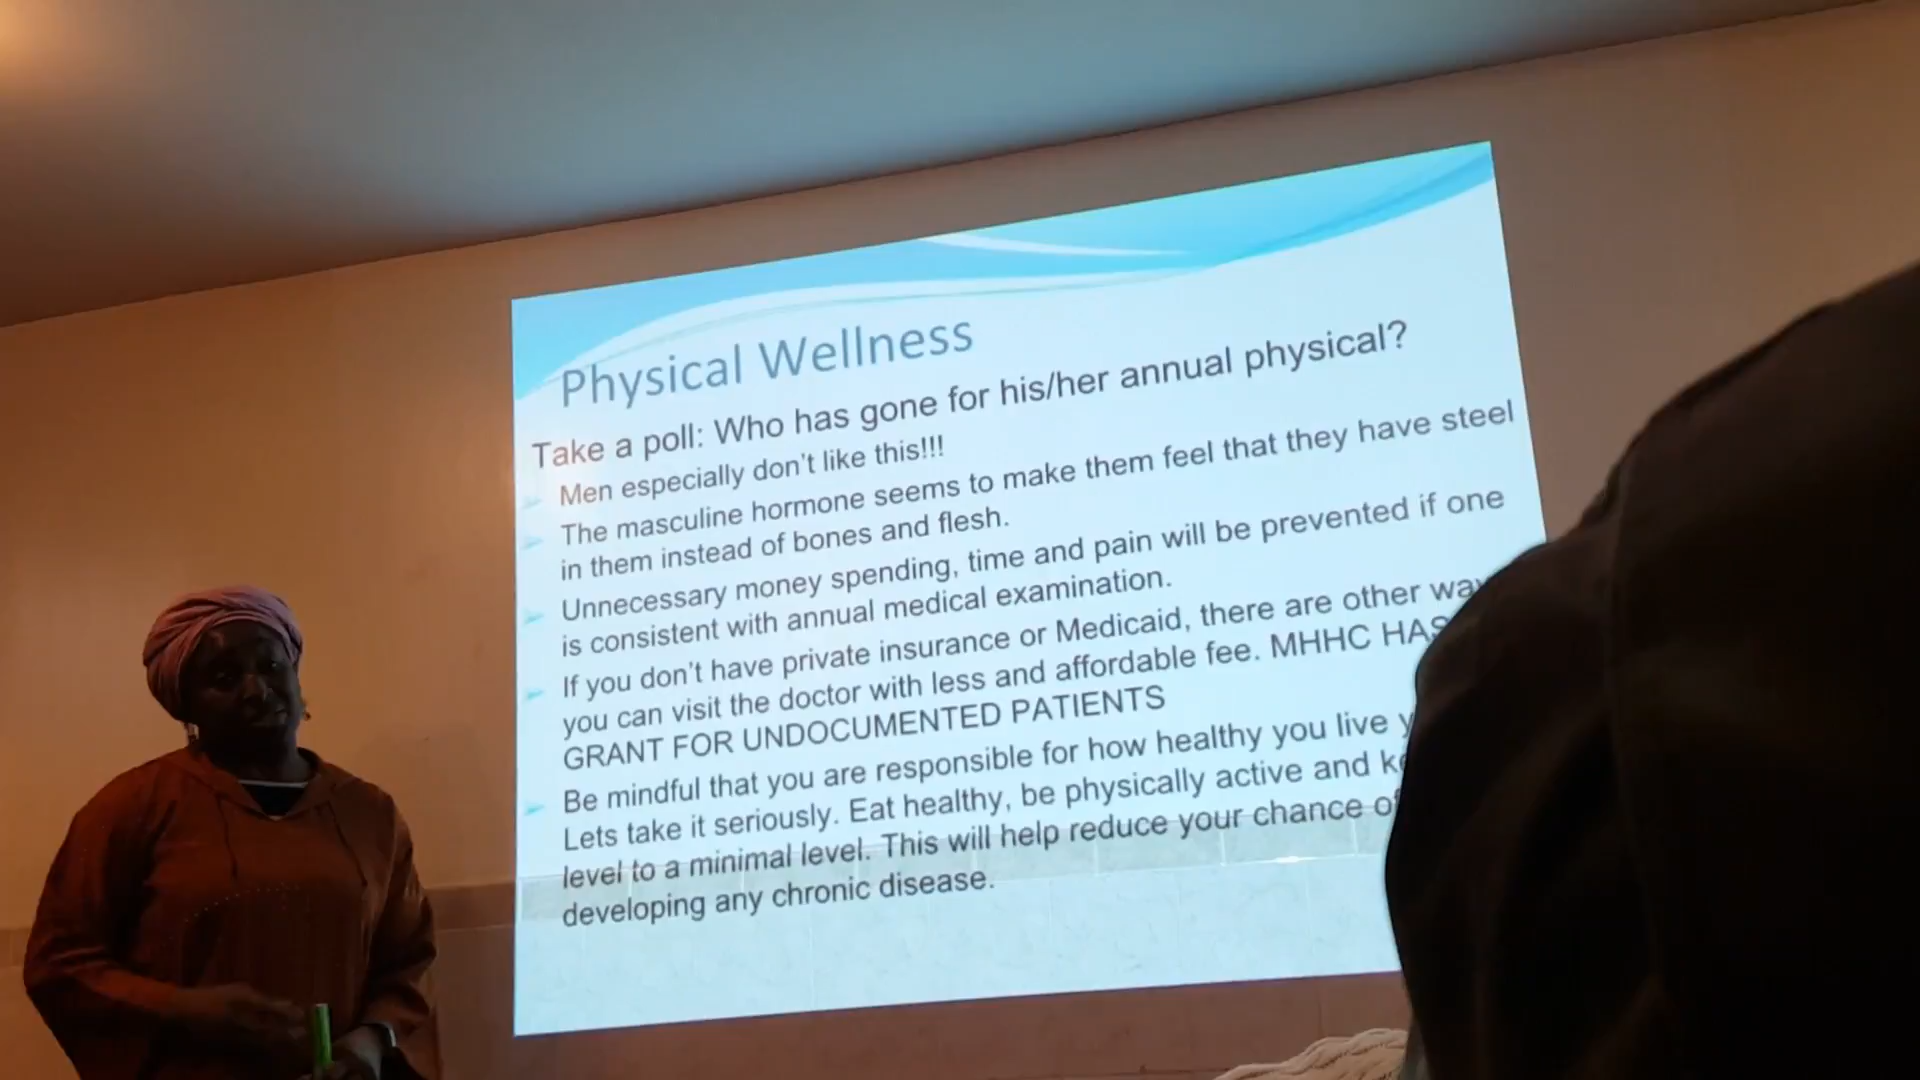 Physical Wellness
Take a poll: Who has gone for his/her annual physical?
Men especially don't like this!!!
The masculine hormone seems to make them feel that they have steel
in them instead of bones and flesh.
Unnecessary money spending, time and pain will be prevented if one
is consistent with annual medical examination.
If you don't have private insurance or Medicaid, there are other
you can visit the doctor with less and affordable fee. MHHC HAS
GRANT FOR UNDOCUMENTED PATIENTS
Be mindful that you are responsible for how healthy you live
Lets take it seriously. Eat healthy, be physically active and
level to a minimal level. This will help reduce your chance of
developing any chronic disease.